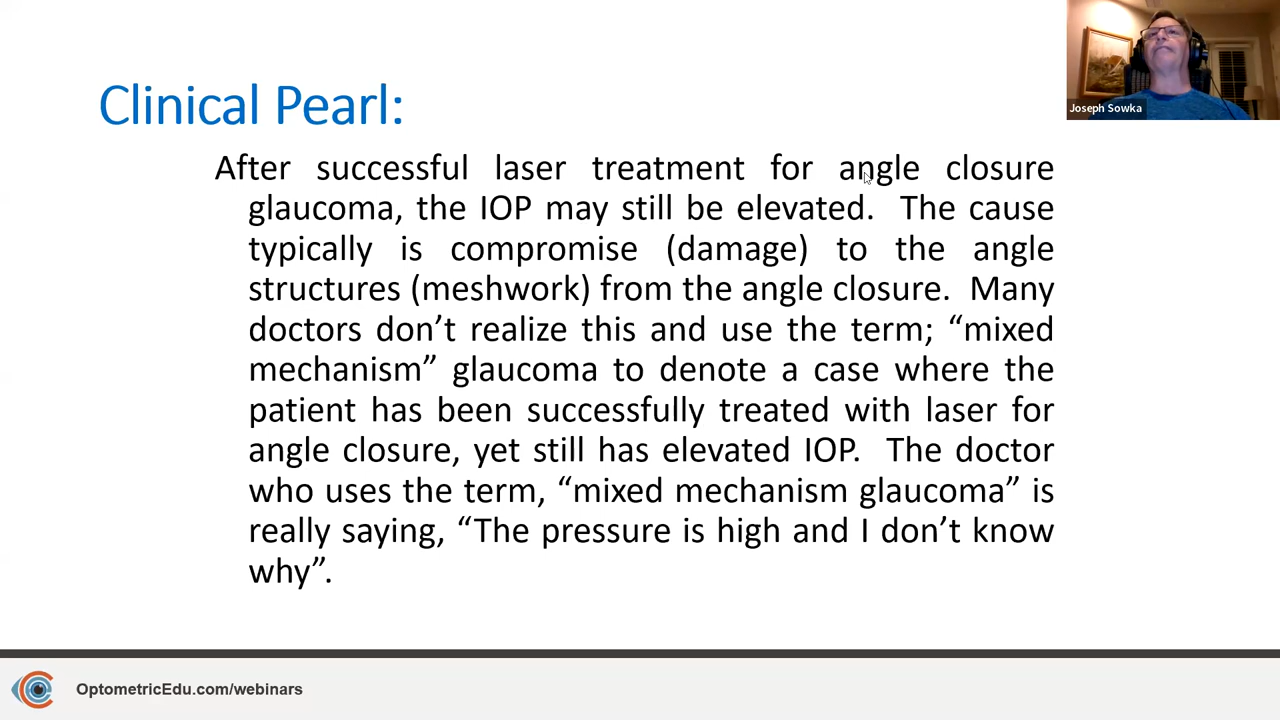 Joseph Sowka
Clinical Pearl:
After successful laser treatment for angle closure
glaucoma, the IOP may still be elevated. The cause
typically is compromise (damage) to the angle
structures (meshwork) from the angle closure. Many
doctors don’t realize this and use the term; “mixed
mechanism” glaucoma to denote a case where the
patient has been successfully treated with laser for
angle closure, yet still has elevated IOP. The doctor
who uses the term, “mixed mechanism glaucoma” is
really saying, “The pressure is high and I don’t know
why”.
OptometricEdu.com/webinars